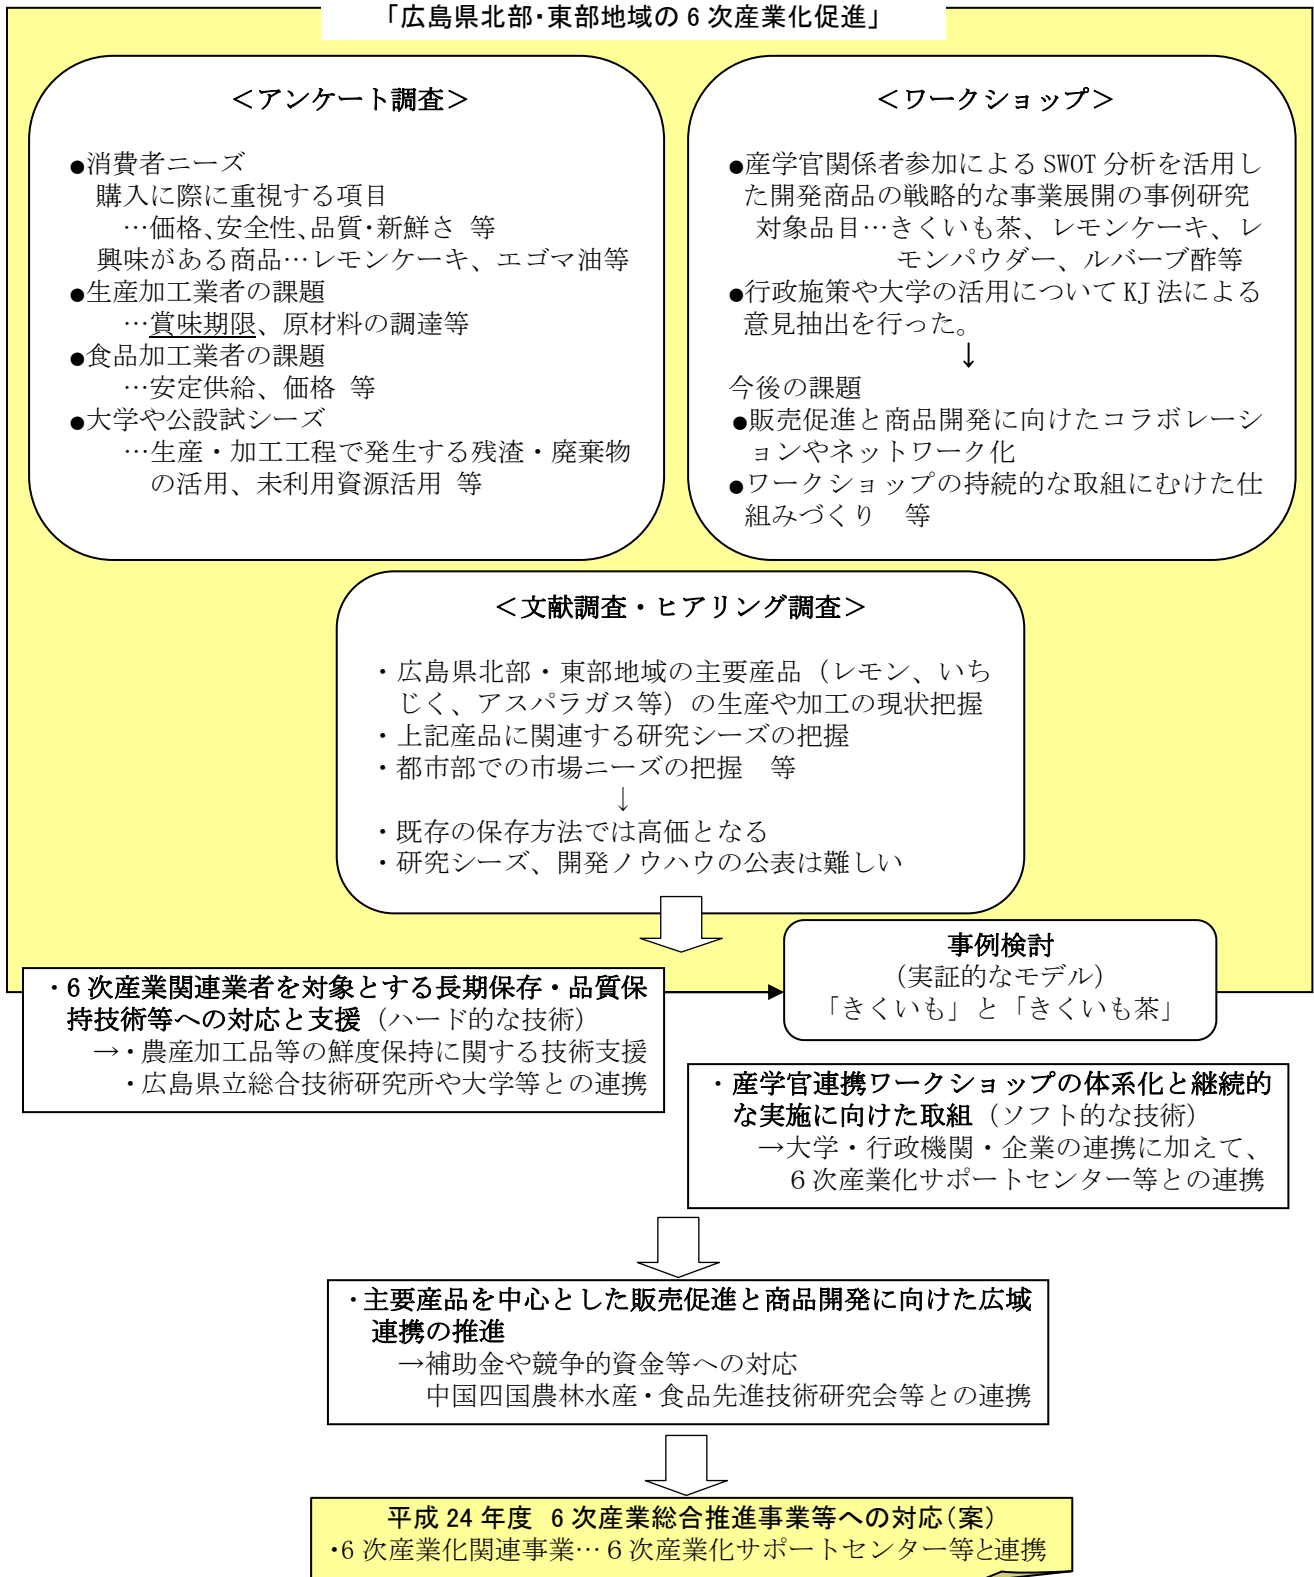 「広島県北部・東部地域の6次産業化促進」
＜アンケート調査＞
●消費者ニーズ
購入に際に重視する項目
…価格、安全性、品質・新鮮さ 等
興味がある商品…レモンケーキ、エゴマ油等
●生産加工業者の課題
…賞味期限、原材料の調達等
●食品加工業者の課題
…安定供給、価格 等
●大学や公設試シーズ
…生産・加工工程で発生する残渣・廃棄物
の活用、未利用資源活用 等
＜ワークショップ＞
●産学官関係者参加による SWOT 分析を活用し
た開発商品の戦略的な事業展開の事例研究
対象品目…きくいも茶、レモンケーキ、レ
モンパウダー、ルバーブ酢等
●行政施策や大学の活用について KJ 法による
意見抽出を行った。
↓
今後の課題
●販売促進と商品開発に向けたコラボレーシ
ョンやネットワーク化
●ワークショップの持続的な取組にむけた仕
組みづくり　等
＜文献調査・ヒアリング調査＞
・広島県北部・東部地域の主要産品（レモン、いち
じく、アスパラガス等）の生産や加工の現状把握
・上記産品に関連する研究シーズの把握
・都市部での市場ニーズの把握　等
↓
・既存の保存方法では高価となる
・研究シーズ、開発ノウハウの公表は難しい
事例検討
（実証的なモデル）
「きくいも」と「きくいも茶」
・6 次産業関連業者を対象とする長期保存・品質保
持技術等への対応と支援（ハード的な技術）
→・農産加工品等の鮮度保持に関する技術支援
・広島県立総合技術研究所や大学等との連携
・産学官連携ワークショップの体系化と継続的
な実施に向けた取組（ソフト的な技術）
→大学・行政機関・企業の連携に加えて、
６次産業化サポートセンター等との連携
・主要産品を中心とした販売促進と商品開発に向けた広域
連携の推進
→補助金や競争的資金等への対応
中国四国農林水産・食品先進技術研究会等との連携
平成 24 年度 6 次産業総合推進事業等への対応（案）
・6 次産業化関連事業…６次産業化サポートセンター等と連携